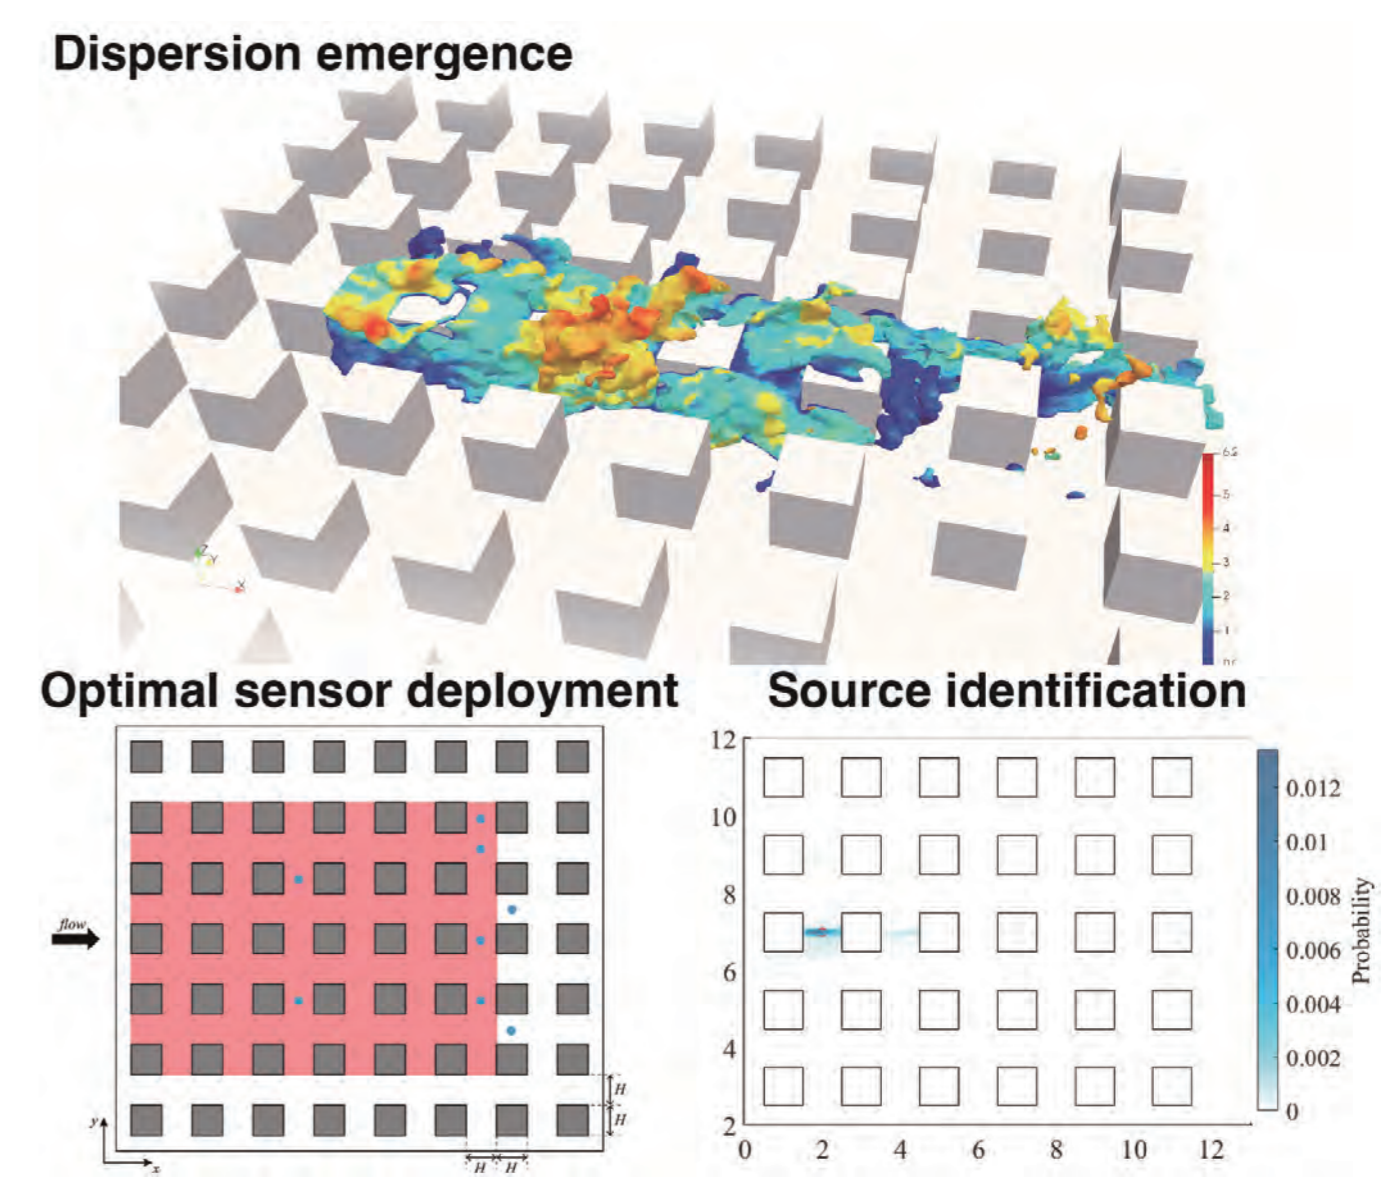 Dispersion emergence
6.2
5
4
3
2
1
Z
Y
X
Optimal sensor deployment
Source identification
flow
H
H
H H
y
x
12
10
8
6
4
2
0 2 4 6 8 10 12
0.012
0.01
0.008
0.006
0.004
0.002
0
Probability